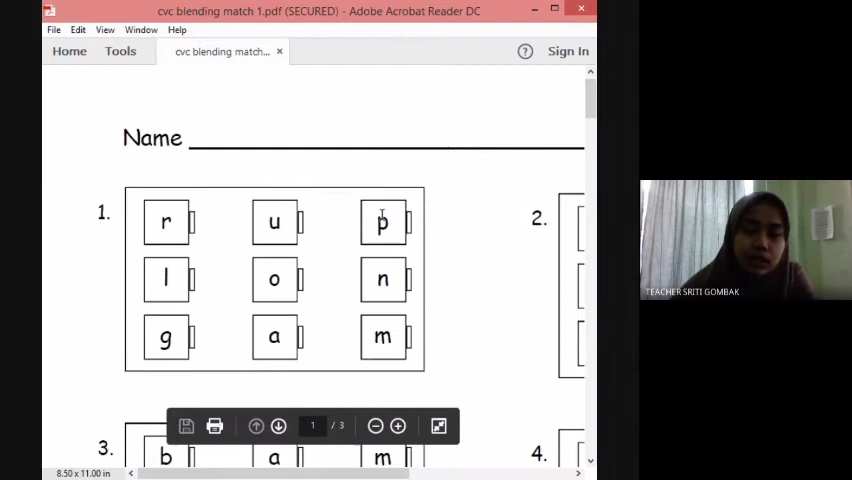 cvc blending match 1.pdf (SECURED) - Adobe Acrobat Reader DC
File Edit View Window Help
Home Tools cvc blending match... × ? Sign In
Name
1. r u p
l o n
g a m
2.
3. b a m
4.
1 / 3
8.50 x 11.00 in
TEACHER SRITI GOMBAK